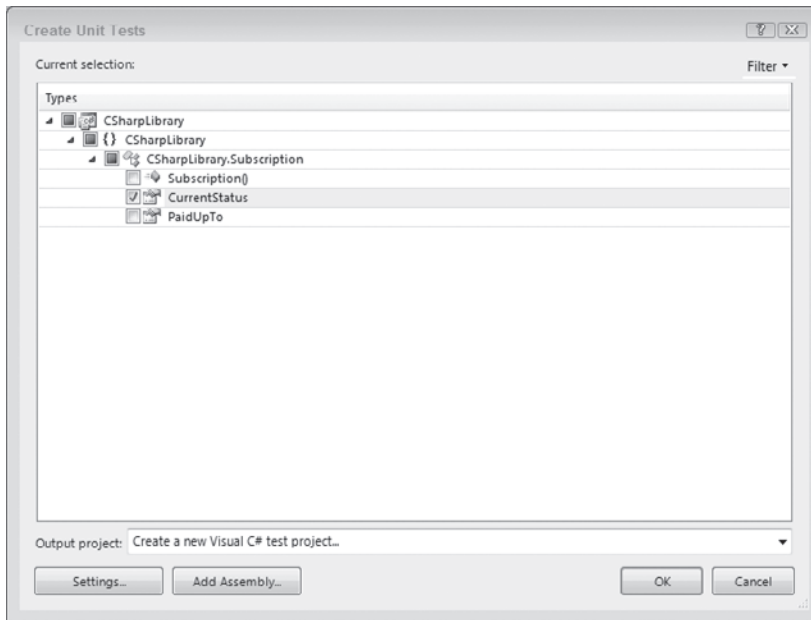 Create Unit Tests
Current selection:
Filter
Types
CSharpLibrary
{} CSharpLibrary
CSharpLibrary.Subscription
Subscription()
CurrentStatus
PaidUpTo
Output project: Create a new Visual C# test project...
Settings... Add Assembly... OK Cancel